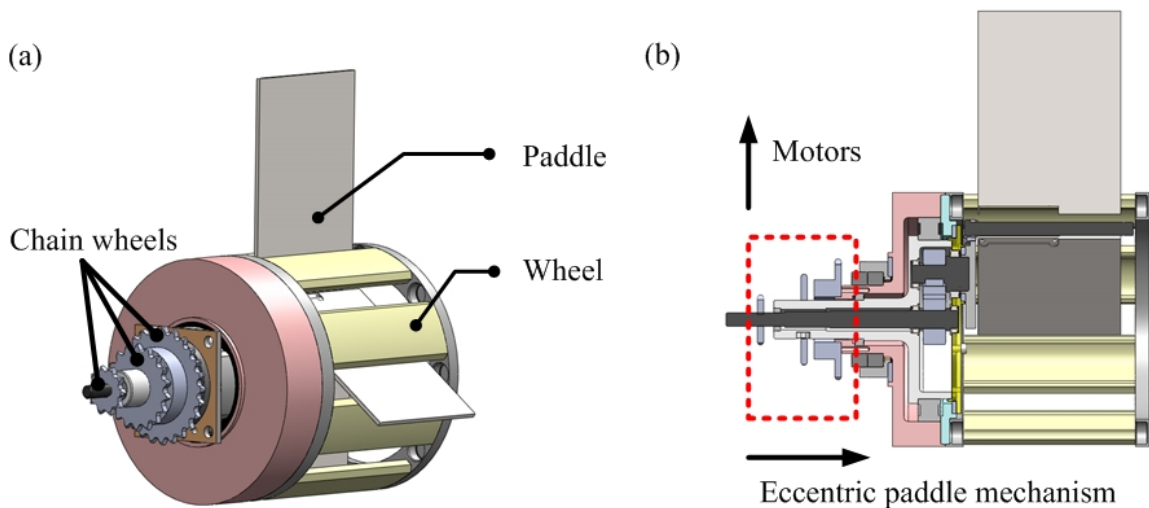 (a)
Paddle
Chain wheels
Wheel
(b)
Motors
Eccentric paddle mechanism